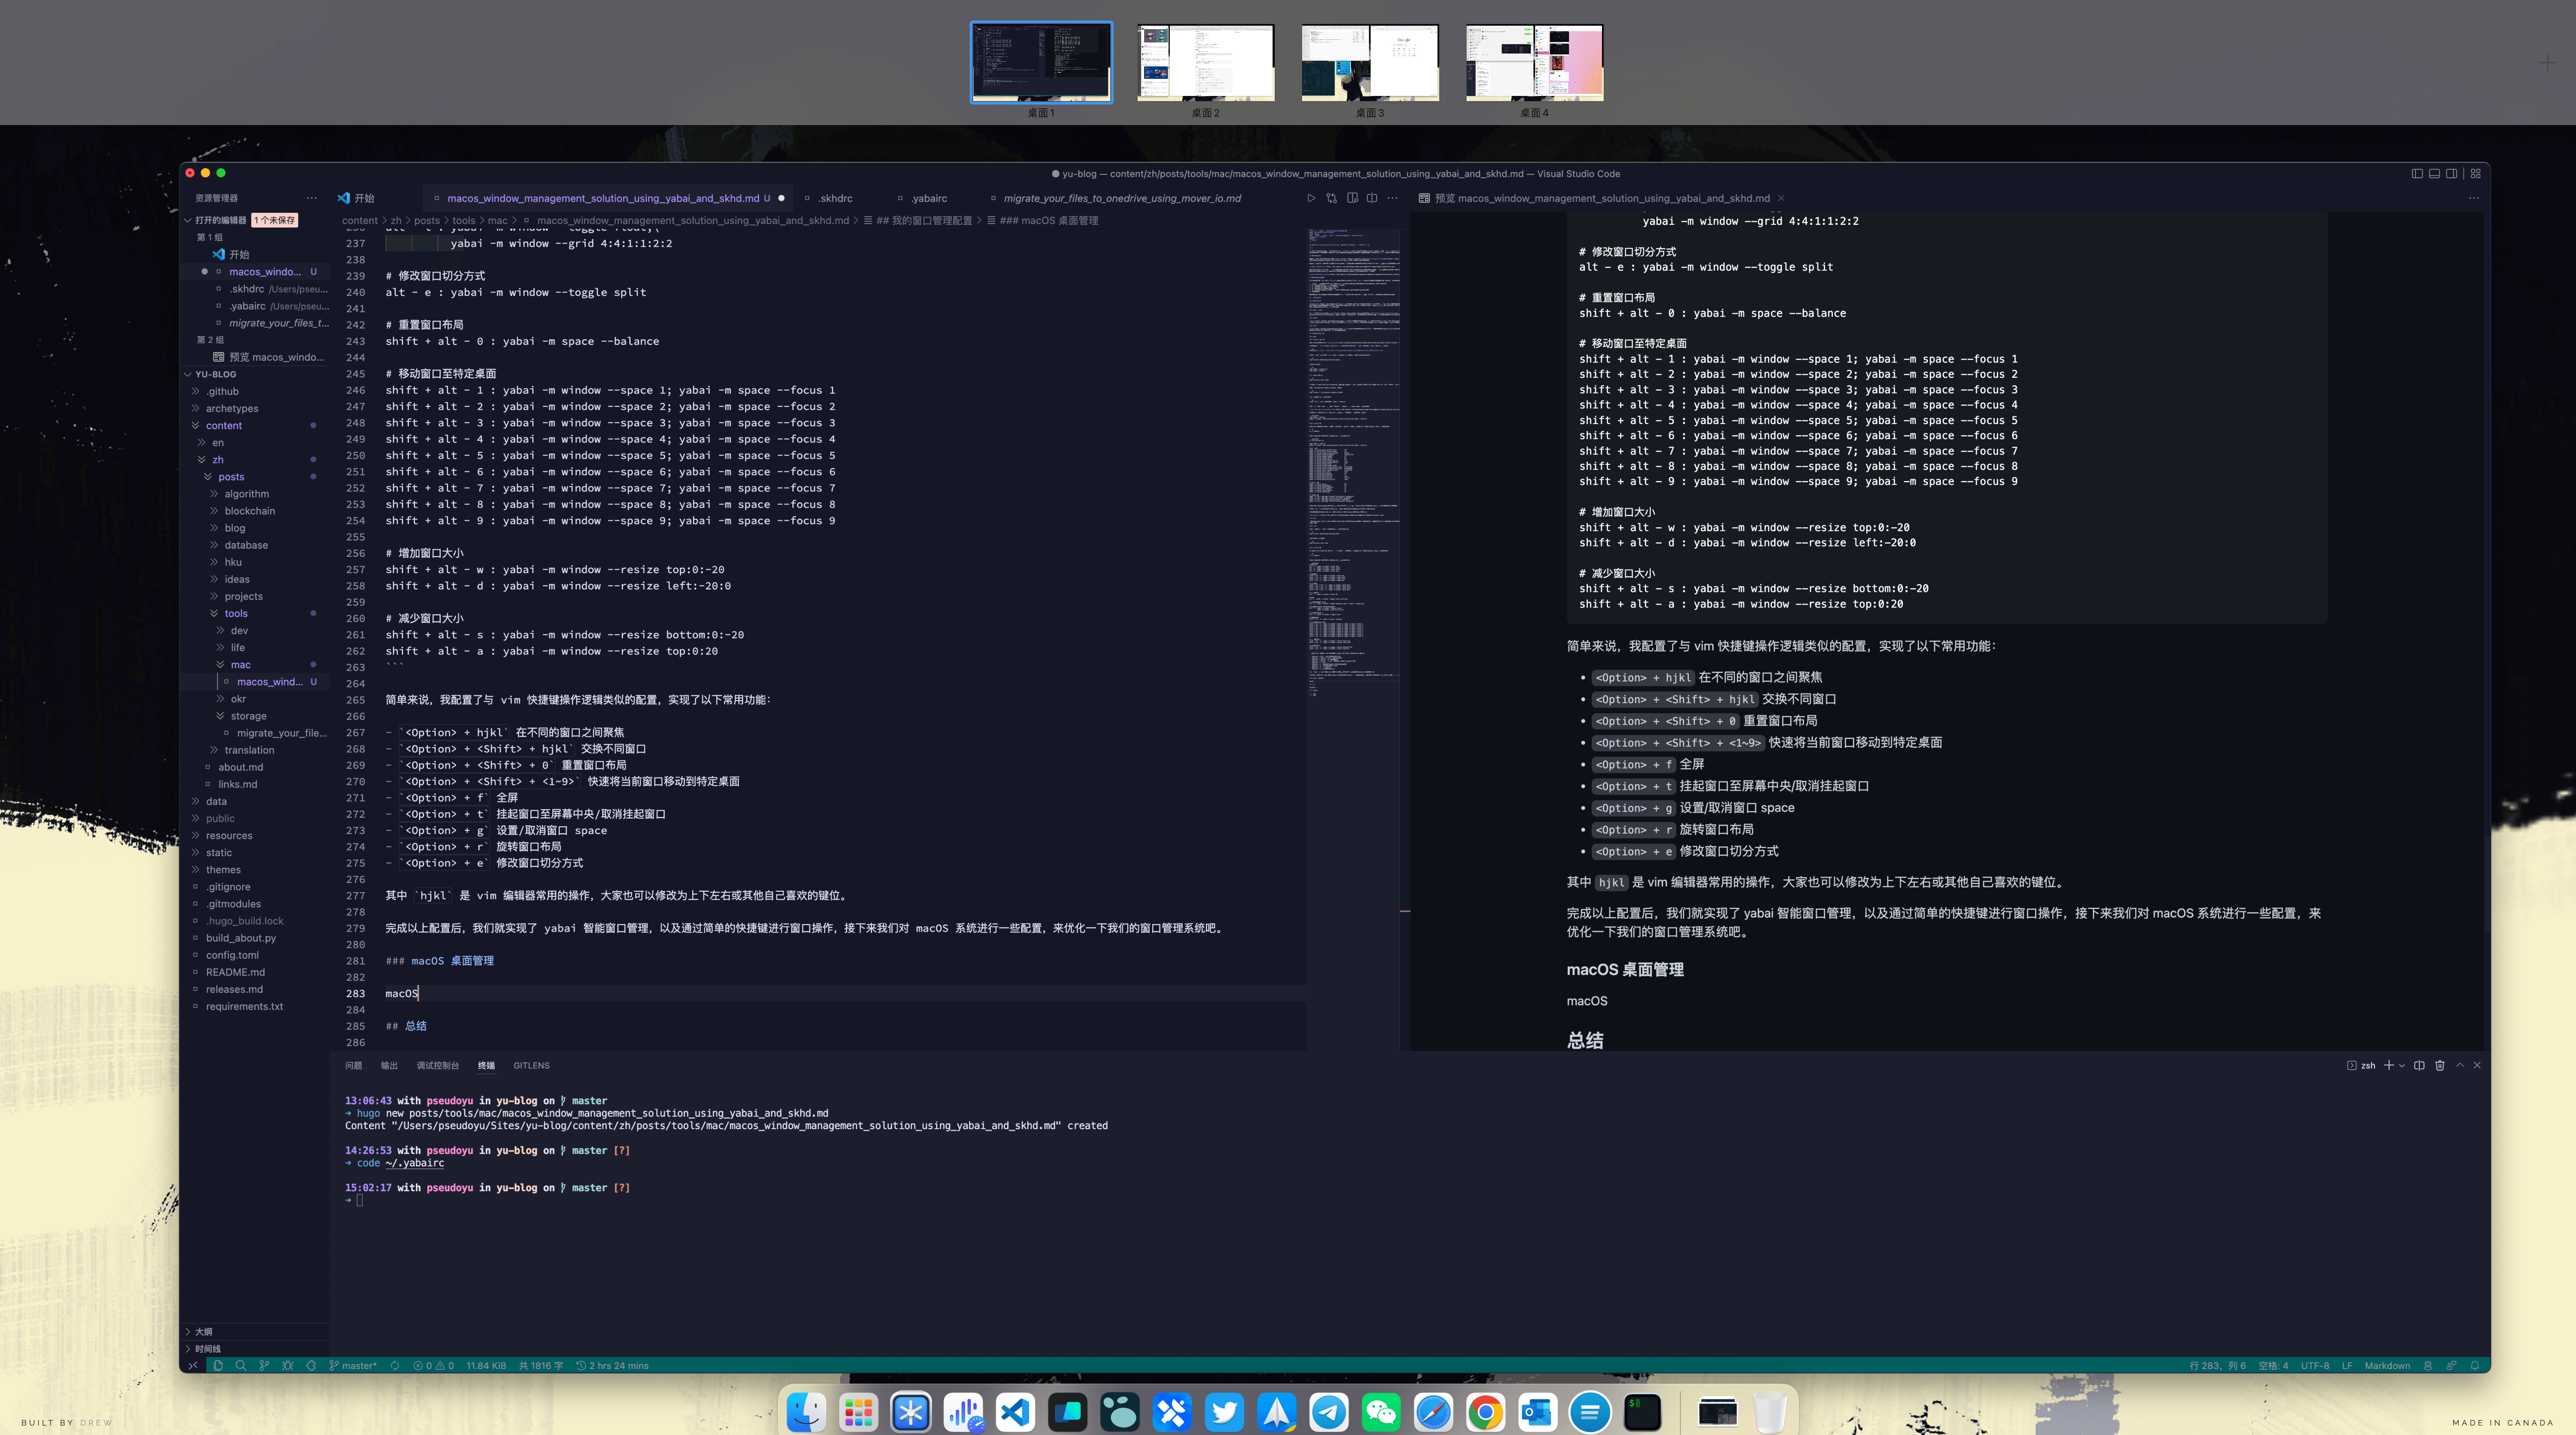 桌面 1
桌面 2
桌面 3
桌面 4
yu-blog — content/zh/posts/tools/mac/macos_window_management_solution_using_yabai_and_skhd.md — Visual Studio Code
资源管理器
打开的编辑器 1 个未保存
第 1 组
开始
macos_windo... U
.skhdrc /Users/pseu...
.yabairc /Users/pseu...
migrate_your_files_t...
第 2 组
预览 macos_windo...
YU-BLOG
.github
archetypes
content
en
zh
posts
algorithm
blockchain
blog
database
hku
ideas
projects
tools
dev
life
mac
macos_wind... U
okr
storage
migrate_your_file...
translation
about.md
links.md
data
public
resources
static
themes
.gitignore
.gitmodules
.hugo_build.lock
build_about.py
config.toml
README.md
releases.md
requirements.txt
大纲
时间线
开始
macos_window_management_solution_using_yabai_and_skhd.md U
.skhdrc
.yabairc
migrate_your_files_to_onedrive_using_mover_io.md
content > zh > posts > tools > mac > macos_window_management_solution_using_yabai_and_skhd.md > ## 我的窗口管理配置 > ### macOS 桌面管理
237 yabai -m window --grid 4:4:1:1:2:2
238
239 # 修改窗口切分方式
240 alt - e : yabai -m window --toggle split
241
242 # 重置窗口布局
243 shift + alt - 0 : yabai -m space --balance
244
245 # 移动窗口至特定桌面
246 shift + alt - 1 : yabai -m window --space 1; yabai -m space --focus 1
247 shift + alt - 2 : yabai -m window --space 2; yabai -m space --focus 2
248 shift + alt - 3 : yabai -m window --space 3; yabai -m space --focus 3
249 shift + alt - 4 : yabai -m window --space 4; yabai -m space --focus 4
250 shift + alt - 5 : yabai -m window --space 5; yabai -m space --focus 5
251 shift + alt - 6 : yabai -m window --space 6; yabai -m space --focus 6
252 shift + alt - 7 : yabai -m window --space 7; yabai -m space --focus 7
253 shift + alt - 8 : yabai -m window --space 8; yabai -m space --focus 8
254 shift + alt - 9 : yabai -m window --space 9; yabai -m space --focus 9
255
256 # 增加窗口大小
257 shift + alt - w : yabai -m window --resize top:0:-20
258 shift + alt - d : yabai -m window --resize left:-20:0
259
260 # 减少窗口大小
261 shift + alt - s : yabai -m window --resize bottom:0:-20
262 shift + alt - a : yabai -m window --resize top:0:20
263 ```
264
265 简单来说，我配置了与 vim 快捷键操作逻辑类似的配置，实现了以下常用功能：
266
267 - `<Option> + hjkl` 在不同的窗口之间聚焦
268 - `<Option> + <Shift> + hjkl` 交换不同窗口
269 - `<Option> + <Shift> + 0` 重置窗口布局
270 - `<Option> + <Shift> + <1~9>` 快速将当前窗口移动到特定桌面
271 - `<Option> + f` 全屏
272 - `<Option> + t` 挂起窗口至屏幕中央/取消挂起窗口
273 - `<Option> + g` 设置/取消窗口 space
274 - `<Option> + r` 旋转窗口布局
275 - `<Option> + e` 修改窗口切分方式
276
277 其中 `hjkl` 是 vim 编辑器常用的操作，大家也可以修改为上下左右或其他自己喜欢的键位。
278
279 完成以上配置后，我们就实现了 yabai 智能窗口管理，以及通过简单的快捷键进行窗口操作，接下来我们对 macOS 系统进行一些配置，来优化一下我们的窗口管理系统吧。
280
281 ### macOS 桌面管理
282
283 macOS
284
285 ## 总结
286
预览 macos_window_management_solution_using_yabai_and_skhd.md
yabai -m window --grid 4:4:1:1:2:2
# 修改窗口切分方式
alt - e : yabai -m window --toggle split
# 重置窗口布局
shift + alt - 0 : yabai -m space --balance
# 移动窗口至特定桌面
shift + alt - 1 : yabai -m window --space 1; yabai -m space --focus 1
shift + alt - 2 : yabai -m window --space 2; yabai -m space --focus 2
shift + alt - 3 : yabai -m window --space 3; yabai -m space --focus 3
shift + alt - 4 : yabai -m window --space 4; yabai -m space --focus 4
shift + alt - 5 : yabai -m window --space 5; yabai -m space --focus 5
shift + alt - 6 : yabai -m window --space 6; yabai -m space --focus 6
shift + alt - 7 : yabai -m window --space 7; yabai -m space --focus 7
shift + alt - 8 : yabai -m window --space 8; yabai -m space --focus 8
shift + alt - 9 : yabai -m window --space 9; yabai -m space --focus 9
# 增加窗口大小
shift + alt - w : yabai -m window --resize top:0:-20
shift + alt - d : yabai -m window --resize left:-20:0
# 减少窗口大小
shift + alt - s : yabai -m window --resize bottom:0:-20
shift + alt - a : yabai -m window --resize top:0:20
简单来说，我配置了与 vim 快捷键操作逻辑类似的配置，实现了以下常用功能：
• <Option> + hjkl 在不同的窗口之间聚焦
• <Option> + <Shift> + hjkl 交换不同窗口
• <Option> + <Shift> + 0 重置窗口布局
• <Option> + <Shift> + <1~9> 快速将当前窗口移动到特定桌面
• <Option> + f 全屏
• <Option> + t 挂起窗口至屏幕中央/取消挂起窗口
• <Option> + g 设置/取消窗口 space
• <Option> + r 旋转窗口布局
• <Option> + e 修改窗口切分方式
其中 hjkl 是 vim 编辑器常用的操作，大家也可以修改为上下左右或其他自己喜欢的键位。
完成以上配置后，我们就实现了 yabai 智能窗口管理，以及通过简单的快捷键进行窗口操作，接下来我们对 macOS 系统进行一些配置，来
优化一下我们的窗口管理系统吧。
macOS 桌面管理
macOS
总结
问题 输出 调试控制台 终端 GITLENS
zsh
13:06:43 with pseudoyu in yu-blog on master
➜ hugo new posts/tools/mac/macos_window_management_solution_using_yabai_and_skhd.md
Content "/Users/pseudoyu/Sites/yu-blog/content/zh/posts/tools/mac/macos_window_management_solution_using_yabai_and_skhd.md" created
14:26:53 with pseudoyu in yu-blog on master [?]
➜ code ~/.yabairc
15:02:17 with pseudoyu in yu-blog on master [?]
➜
master* 0 0 11.84 KiB 共 1816 字 2 hrs 24 mins
行 283，列 6 空格: 4 UTF-8 LF Markdown
BUILT BY DREW
MADE IN CANADA